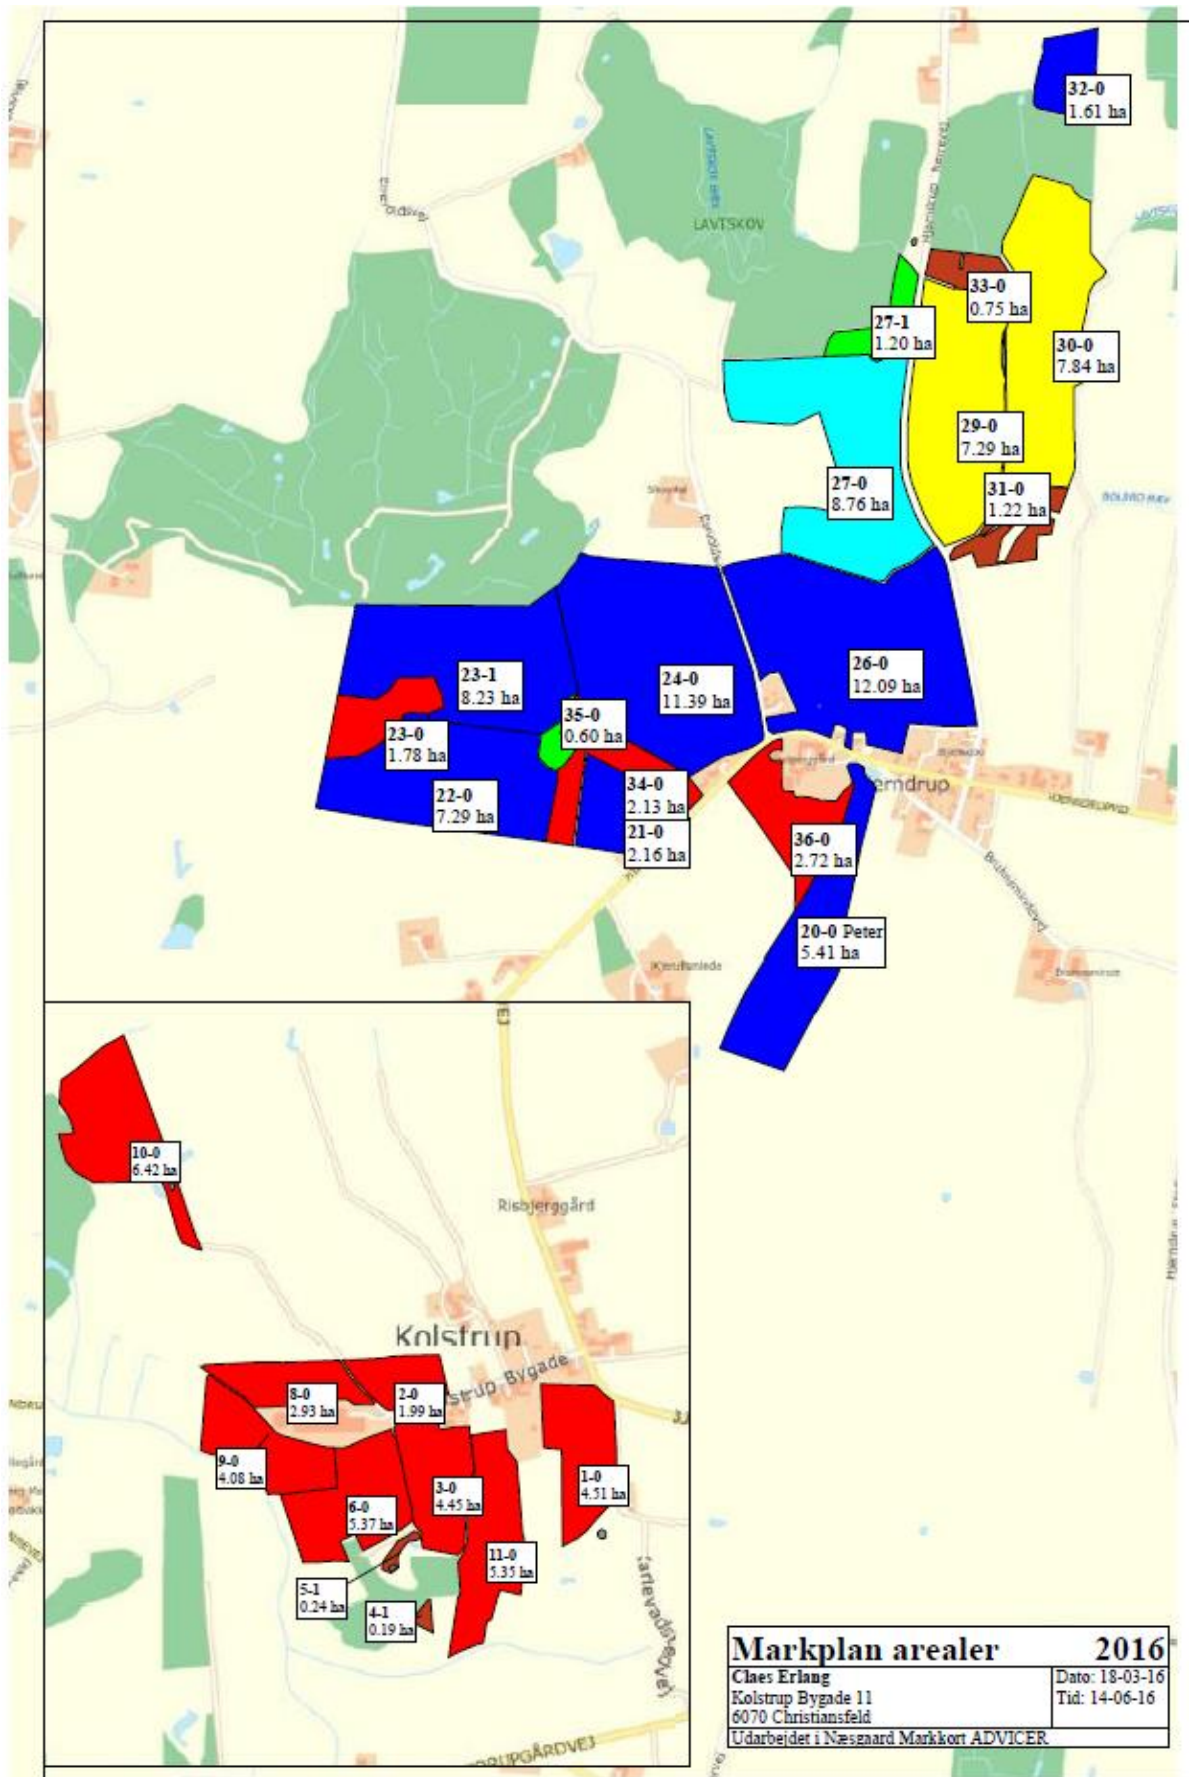 32-0
1.61 ha
LAVTSKOV
33-0
0.75 ha
27-1
1.20 ha
30-0
7.84 ha
29-0
7.29 ha
27-0
8.76 ha
31-0
1.22 ha
23-1
8.23 ha
24-0
11.39 ha
26-0
12.09 ha
35-0
0.60 ha
23-0
1.78 ha
22-0
7.29 ha
34-0
2.13 ha
21-0
2.16 ha
erndrup
36-0
2.72 ha
20-0 Peter
5.41 ha
10-0
6.42 ha
Risbjerggård
Kolstrup
strup Bygade
8-0
2.93 ha
2-0
1.99 ha
9-0
4.08 ha
3-0
4.45 ha
1-0
4.51 ha
6-0
5.37 ha
11-0
5.35 ha
5-1
0.24 ha
4-1
0.19 ha
Markplan arealer 2016
Claes Erlang
Kolstrup Bygade 11
6070 Christiansfeld
Dato: 18-03-16
Tid: 14-06-16
Udarbejdet i Næsgaard Markkort ADVICER